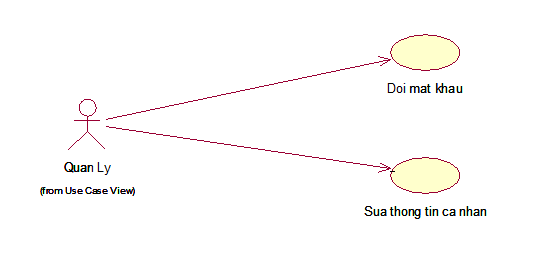 Doi mat khau
Quan Ly
(from Use Case View)
Sua thong tin ca nhan